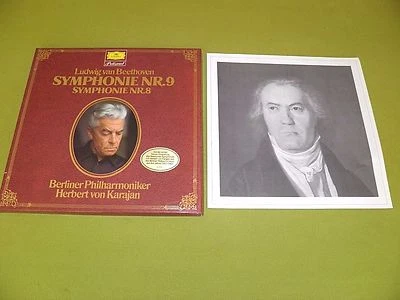 Ludwig van Beethoven
SYMPHONIE NR.9
SYMPHONIE NR.8
Berliner Philharmoniker
Herbert von Karajan